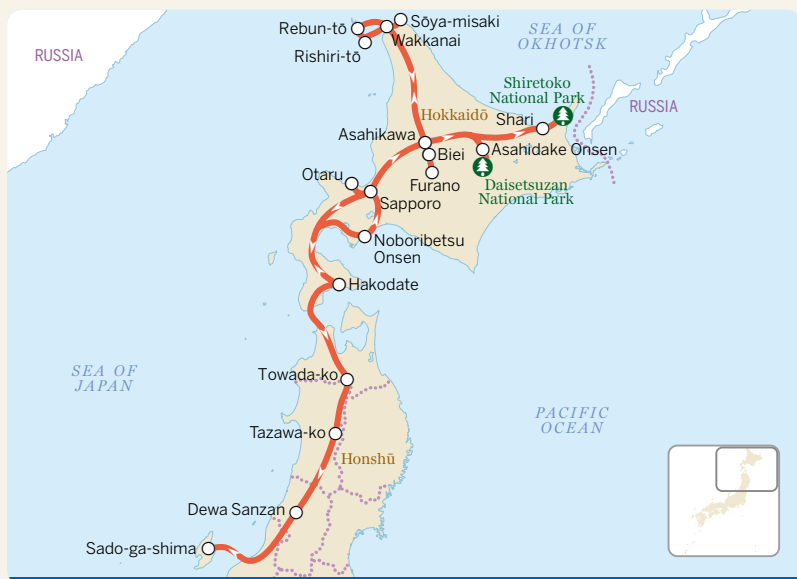 Sōya-misaki
Rebun-tō
Wakkanai
Rishiri-tō
SEA OF
OKHOTSK
RUSSIA
Shiretoko
National Park
RUSSIA
Hokkaidō
Shari
Asahikawa
Asahidake Onsen
Biei
Otaru
Furano
Daisetsuzan
National Park
Sapporo
Noboribetsu
Onsen
Hakodate
SEA OF
JAPAN
Towada-ko
PACIFIC
OCEAN
Tazawa-ko
Honshū
Dewa Sanzan
Sado-ga-shima